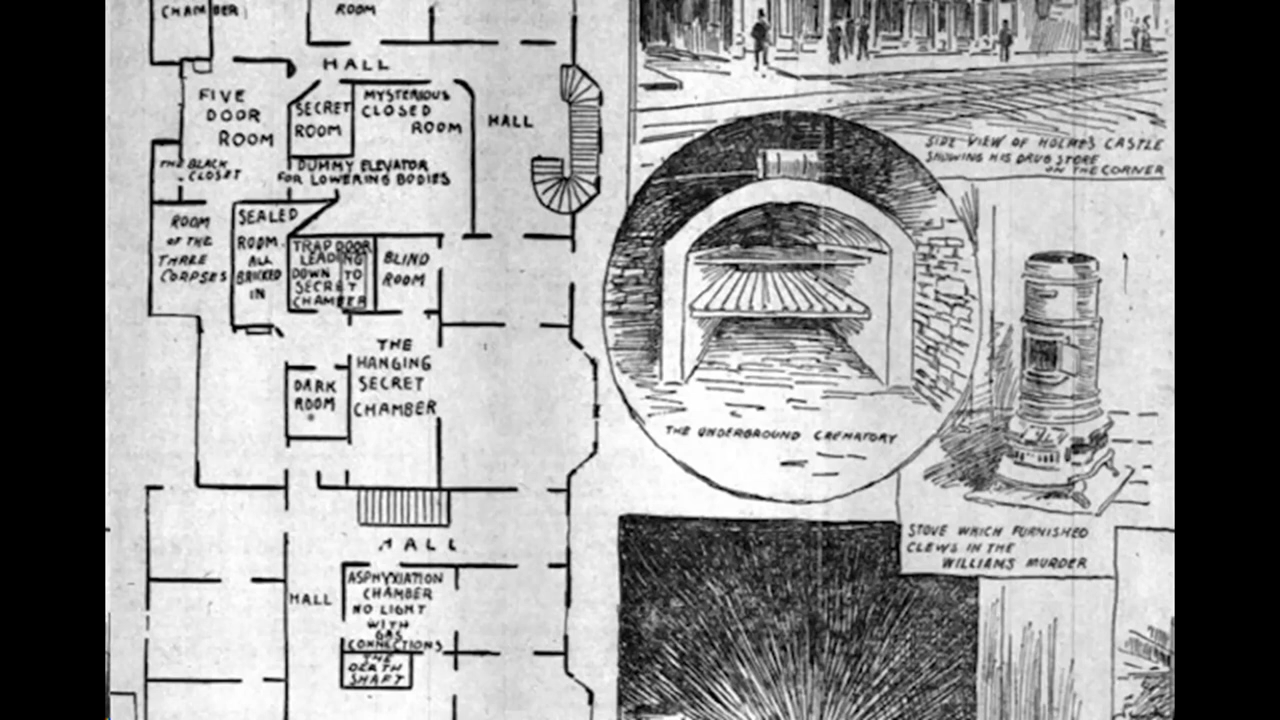 CHAMBER
ROOM
HALL
FIVE
DOOR
ROOM
SECRET
ROOM
MYSTERIOUS
CLOSED
ROOM
HALL
THE BLACK
CLOSET
DUMMY ELEVATOR
FOR LOWERING BODIES
ROOM
OF THE
THREE
CORPSES
SEALED
ROOM
ALL
BRICKED
IN
TRAP DOOR
LEADING
DOWN TO
SECRET
CHAMBER
BLIND
ROOM
THE
HANGING
SECRET
CHAMBER
DARK
ROOM
HALL
HALL
ASPHYXIATION
CHAMBER
NO LIGHT
WITH
GAS
CONNECTIONS
THE
DEATH
SHAFT
SIDE VIEW OF HOLMES CASTLE
SHOWING HIS DRUG STORE
ON THE CORNER
THE UNDERGROUND CREMATORY
STOVE WHICH FURNISHED
CLEWS IN THE
WILLIAMS MURDER